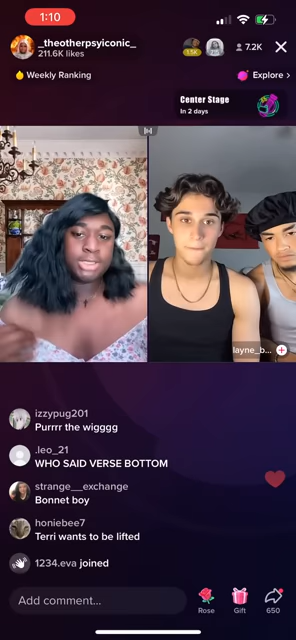 1:10
_theotherpsyiconic_
211.6K likes
7.2K
Weekly Ranking
Explore >
Center Stage
In 2 days
layne_b...
izzypug201
Purrrr the wigggg
.leo_21
WHO SAID VERSE BOTTOM
strange__exchange
Bonnet boy
honiebee7
Terri wants to be lifted
1234.eva joined
Add comment...
Rose
Gift
650